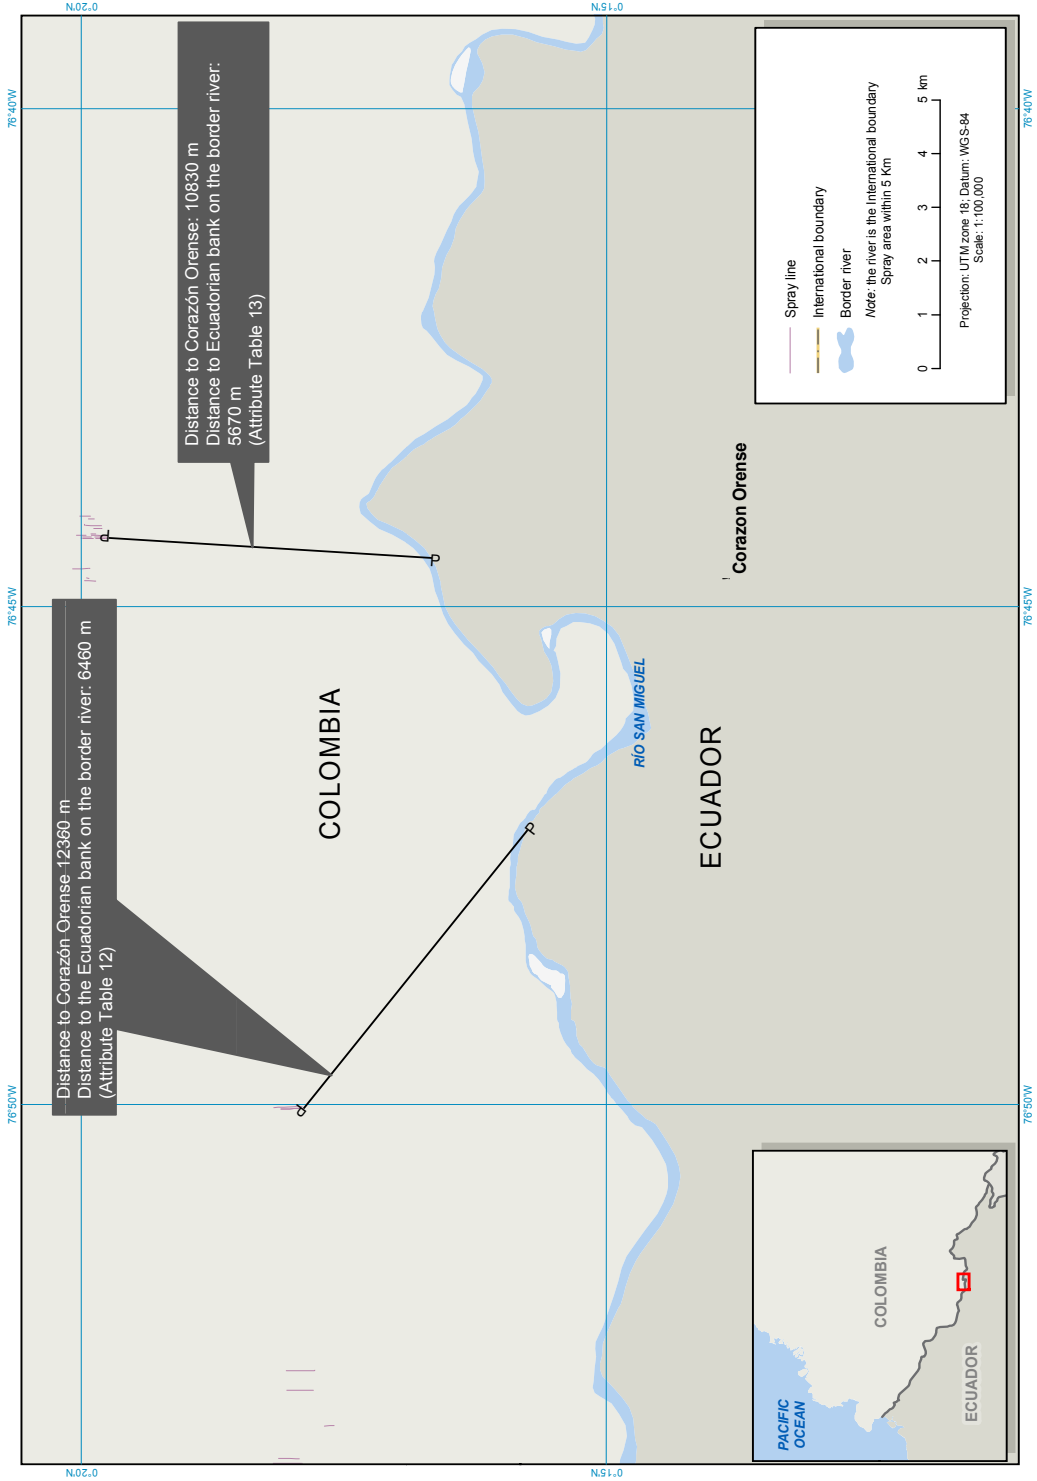 76°50'W
76°45'W
76°40'W
0°20'N
0°20'N
Distance to Corazón Orense 12360 m
Distance to the Ecuadorian bank on the border river: 6460 m
(Attribute Table 12)
Distance to Corazón Orense: 10830 m
Distance to Ecuadorian bank on the border river:
5670 m
(Attribute Table 13)
COLOMBIA
0°15'N
0°15'N
RÍO SAN MIGUEL
ECUADOR
Corazon Orense
PACIFIC
OCEAN
COLOMBIA
ECUADOR
Spray line
International boundary
Border river
Note: the river is the International boundary
Spray area within 5 Km
0 1 2 3 4 5 km
Projection: UTM zone 18; Datum: WGS-84
Scale: 1:100,000
76°50'W
76°45'W
76°40'W